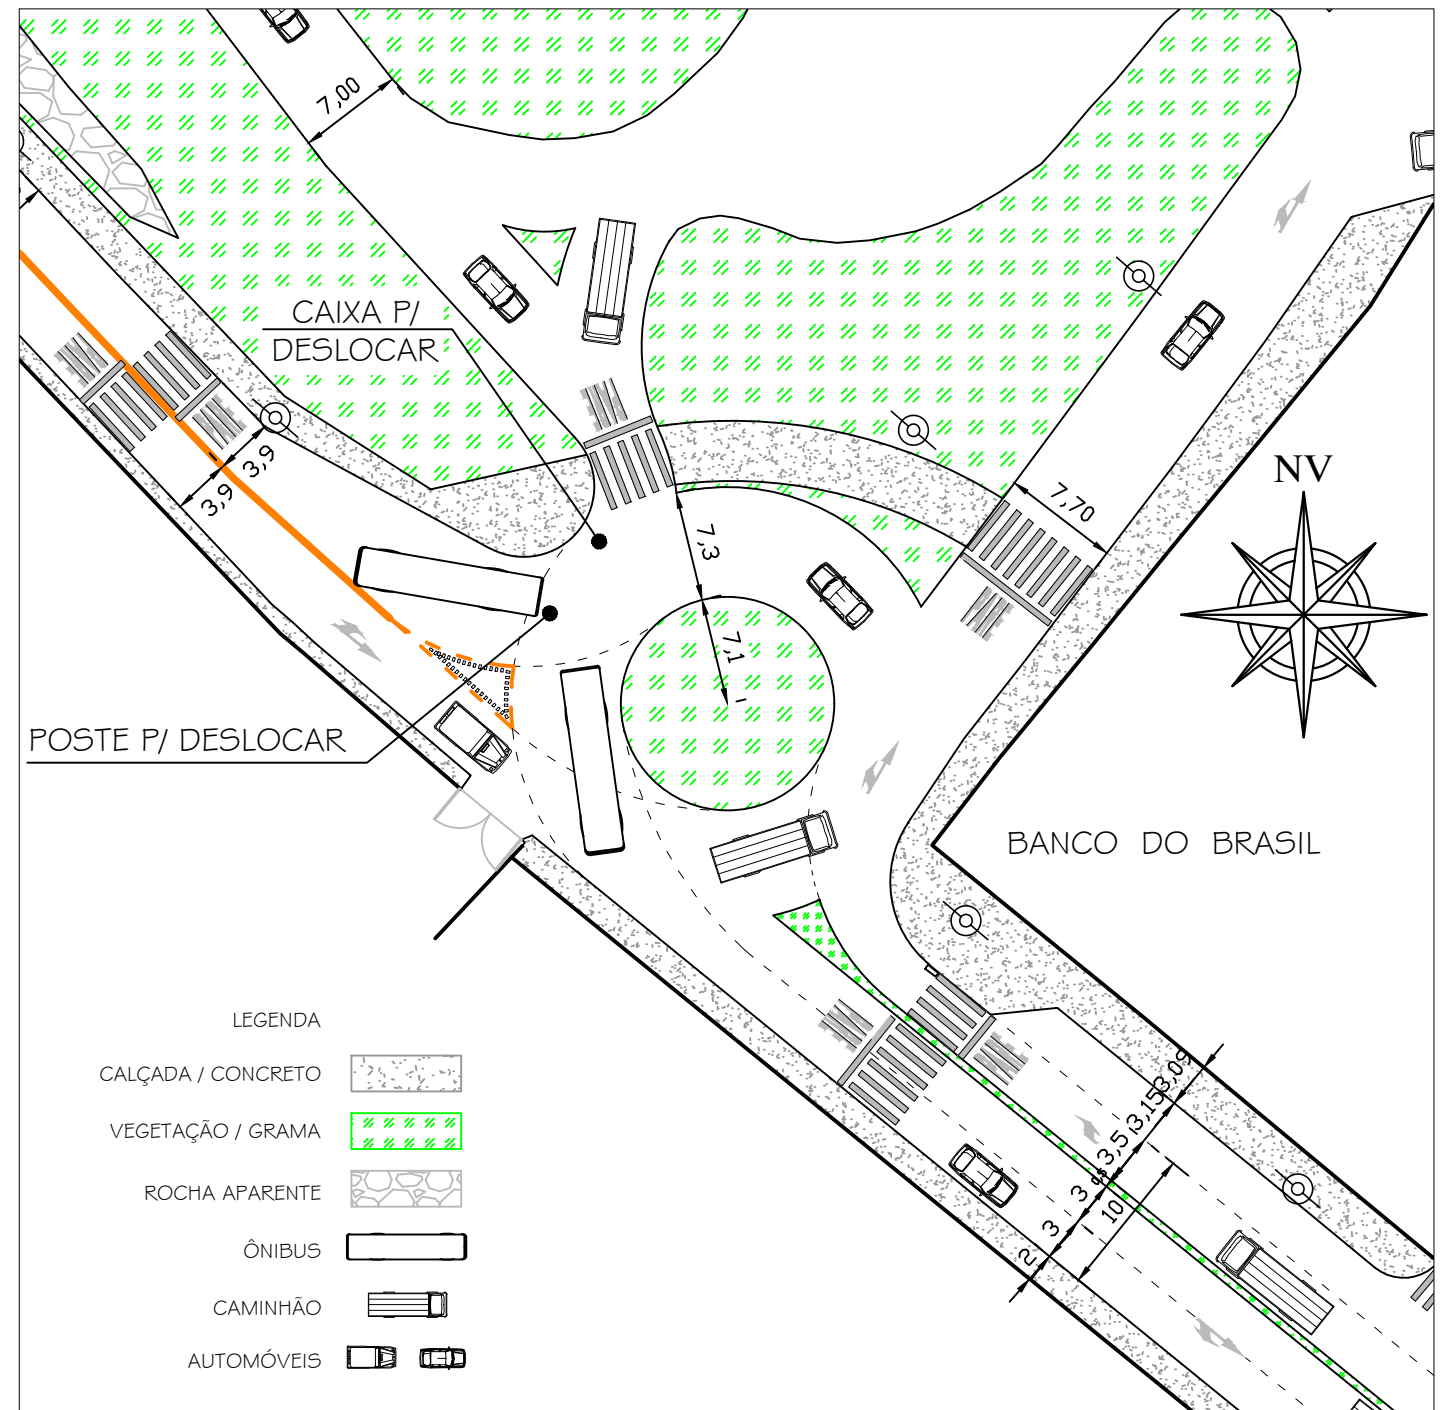 7,00
CAIXA P/
DESLOCAR
3,9
3,9
7,3
7,70
NV
7,1
POSTE P/ DESLOCAR
BANCO DO BRASIL
LEGENDA
CALÇADA / CONCRETO
VEGETAÇÃO / GRAMA
ROCHA APARENTE
ÔNIBUS
CAMINHÃO
AUTOMÓVEIS
3,09
3,15
3,5
3
10
3
2